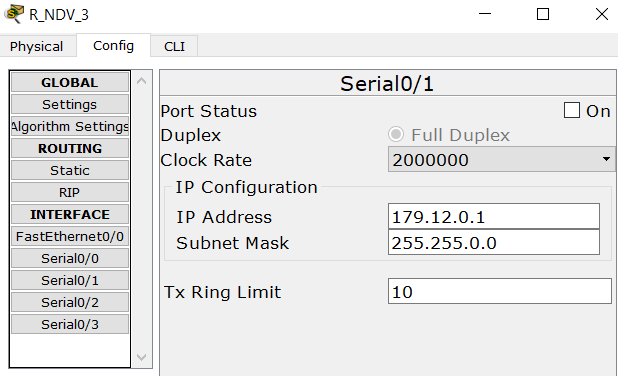 R_NDV_3
Physical Config CLI
GLOBAL
Settings
Algorithm Settings
ROUTING
Static
RIP
INTERFACE
FastEthernet0/0
Serial0/0
Serial0/1
Serial0/2
Serial0/3
Serial0/1
Port Status On
Duplex Full Duplex
Clock Rate 2000000
IP Configuration
IP Address 179.12.0.1
Subnet Mask 255.255.0.0
Tx Ring Limit 10